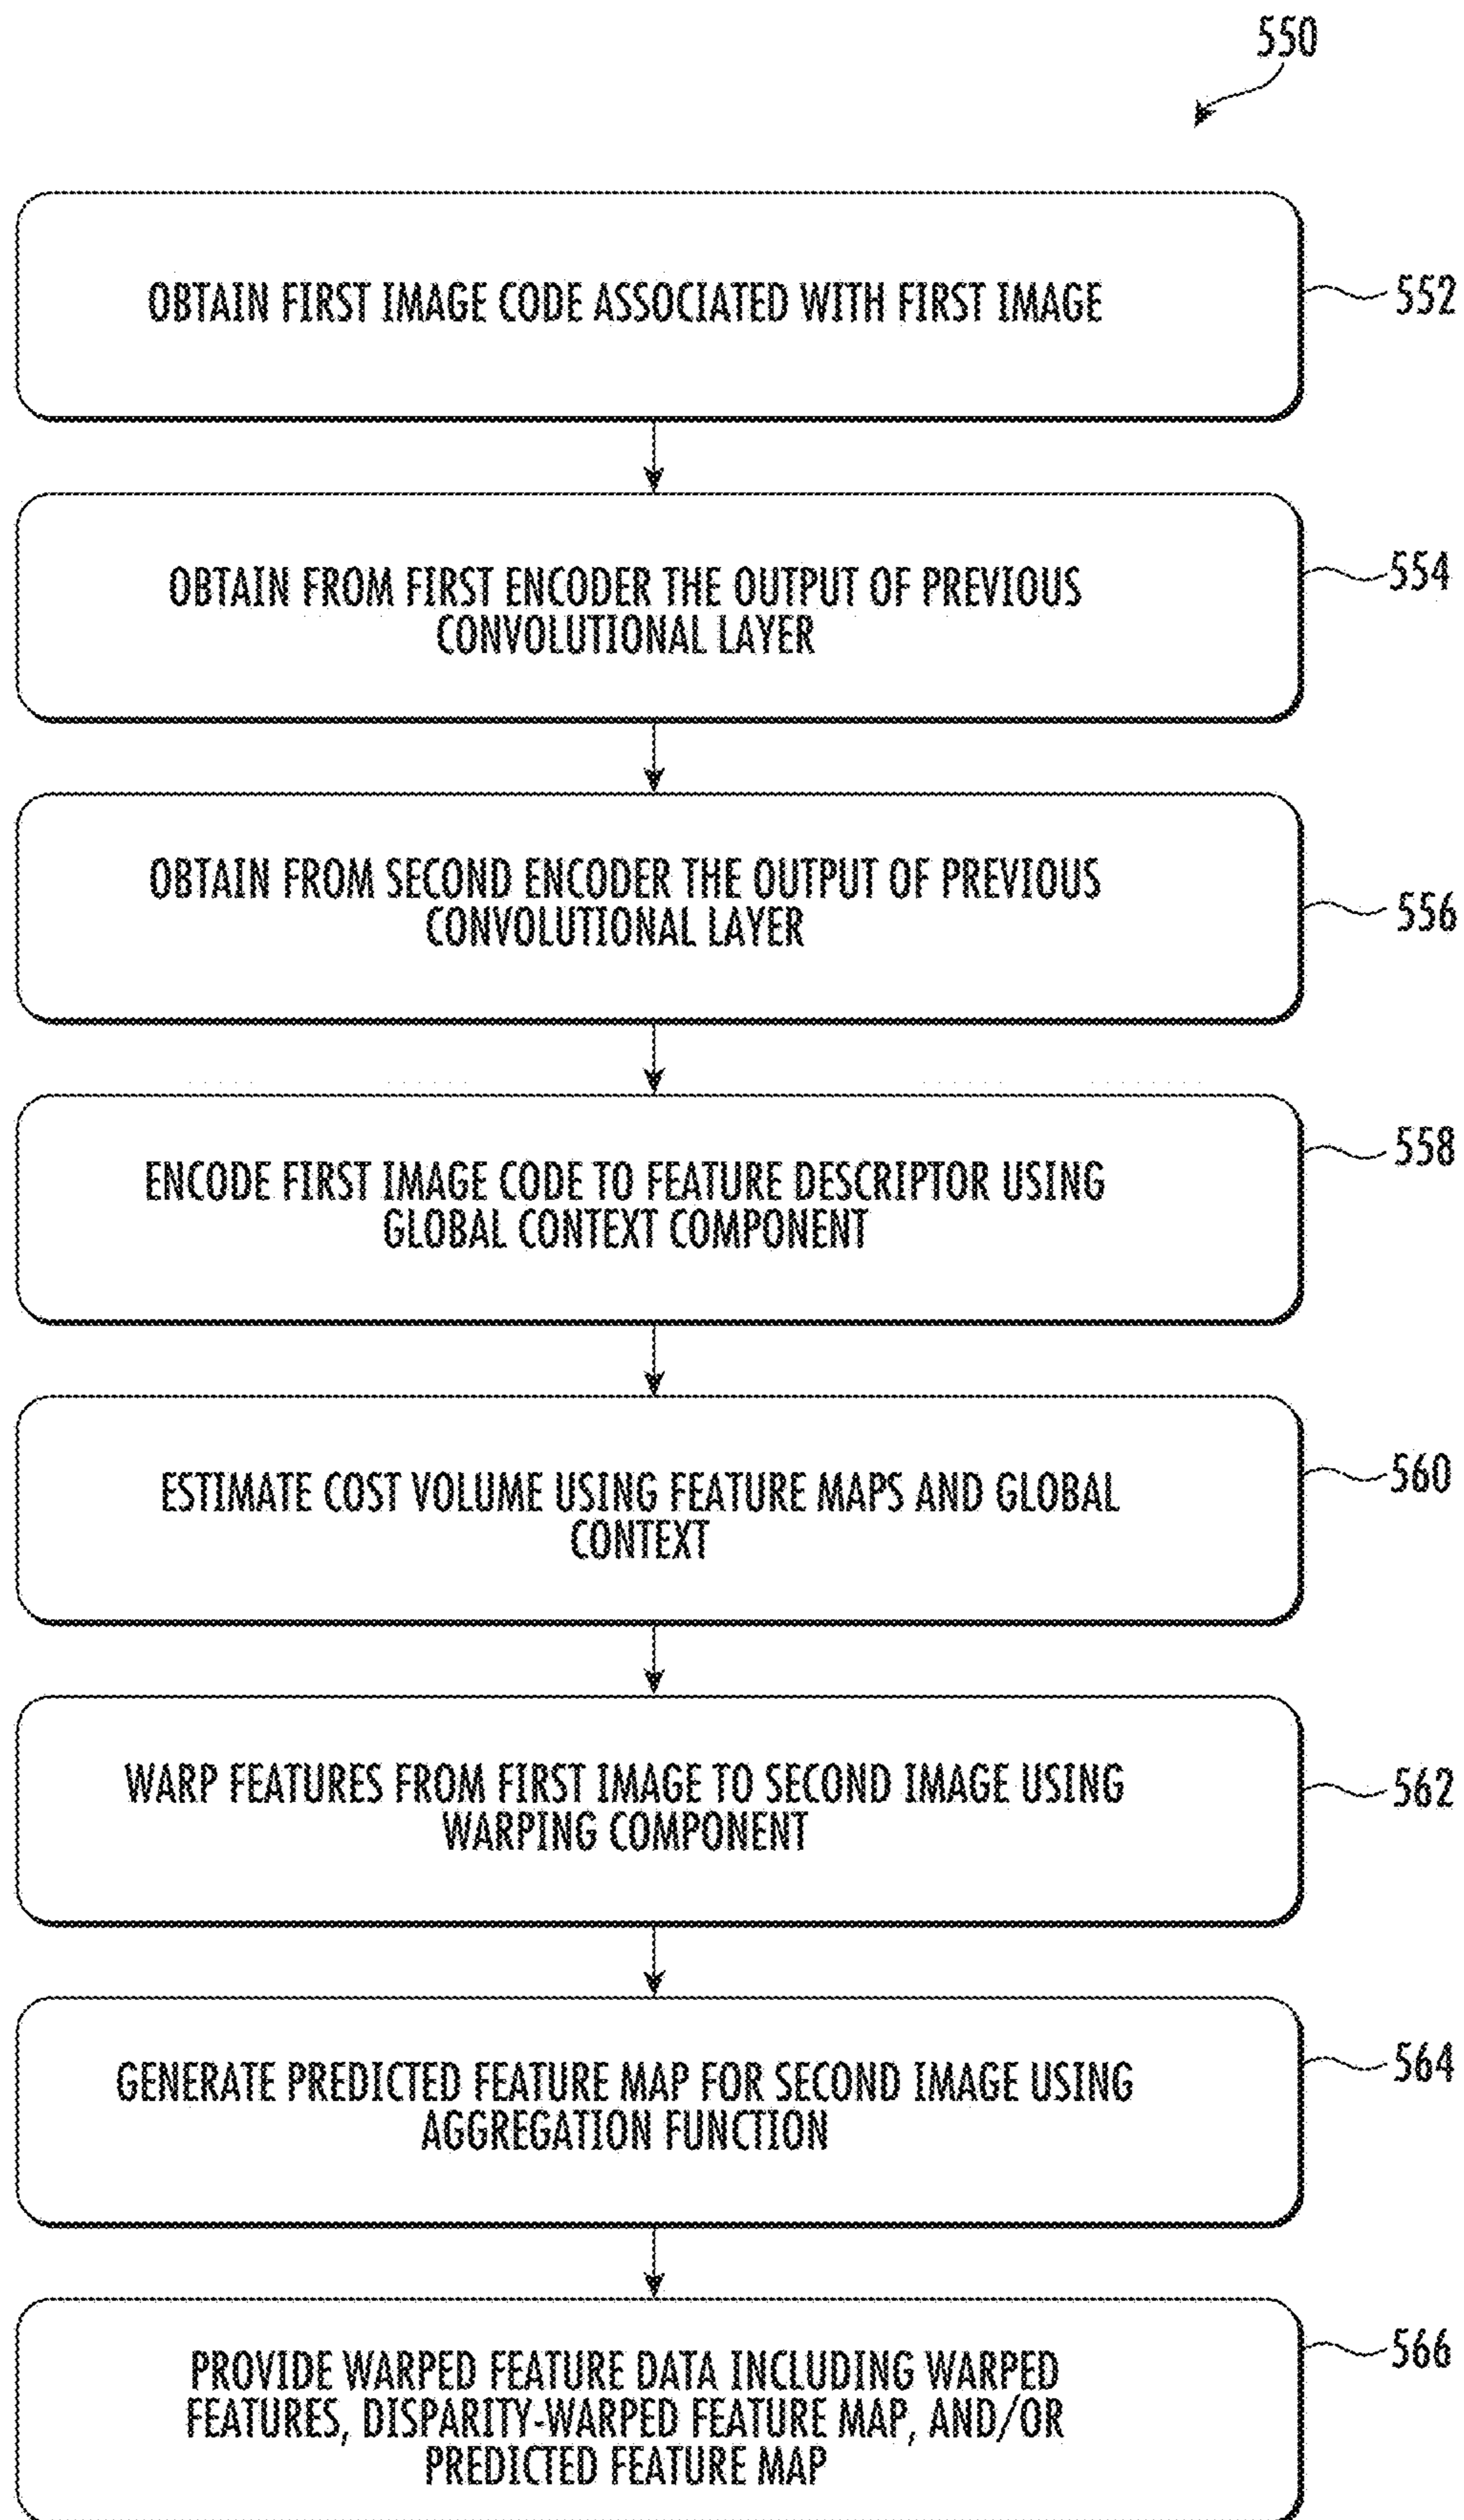 550
OBTAIN FIRST IMAGE CODE ASSOCIATED WITH FIRST IMAGE
552
OBTAIN FROM FIRST ENCODER THE OUTPUT OF PREVIOUS
CONVOLUTIONAL LAYER
554
OBTAIN FROM SECOND ENCODER THE OUTPUT OF PREVIOUS
CONVOLUTIONAL LAYER
556
ENCODE FIRST IMAGE CODE TO FEATURE DESCRIPTOR USING
GLOBAL CONTEXT COMPONENT
558
ESTIMATE COST VOLUME USING FEATURE MAPS AND GLOBAL
CONTEXT
560
WARP FEATURES FROM FIRST IMAGE TO SECOND IMAGE USING
WARPING COMPONENT
562
GENERATE PREDICTED FEATURE MAP FOR SECOND IMAGE USING
AGGREGATION FUNCTION
564
PROVIDE WARPED FEATURE DATA INCLUDING WARPED
FEATURES, DISPARITY-WARPED FEATURE MAP, AND/OR
PREDICTED FEATURE MAP
566